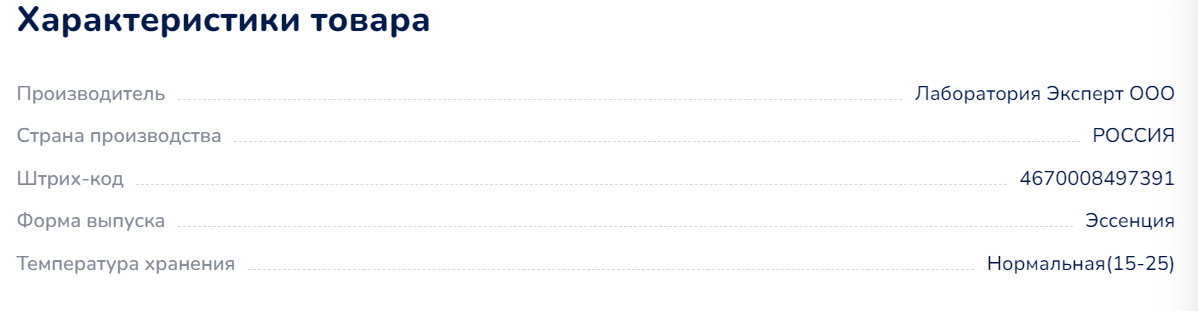 Характеристики товара
Производитель Лаборатория Эксперт ООО
Страна производства РОССИЯ
Штрих-код 4670008497391
Форма выпуска Эссенция
Температура хранения Нормальная(15-25)